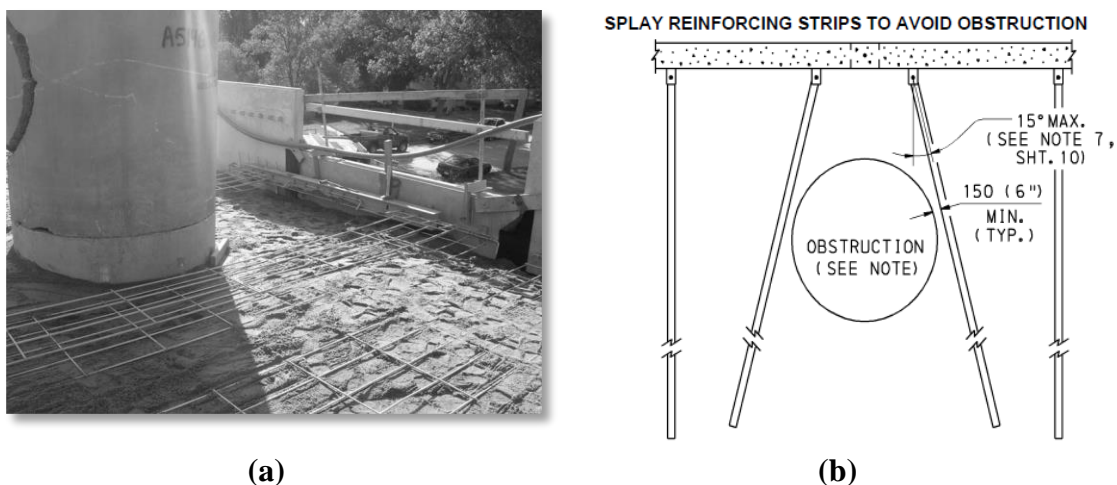 SPLAY REINFORCING STRIPS TO AVOID OBSTRUCTION
15° MAX.
(SEE NOTE 7,
SHT. 10)
150 (6")
MIN.
(TYP.)
OBSTRUCTION
(SEE NOTE)
(a)
(b)